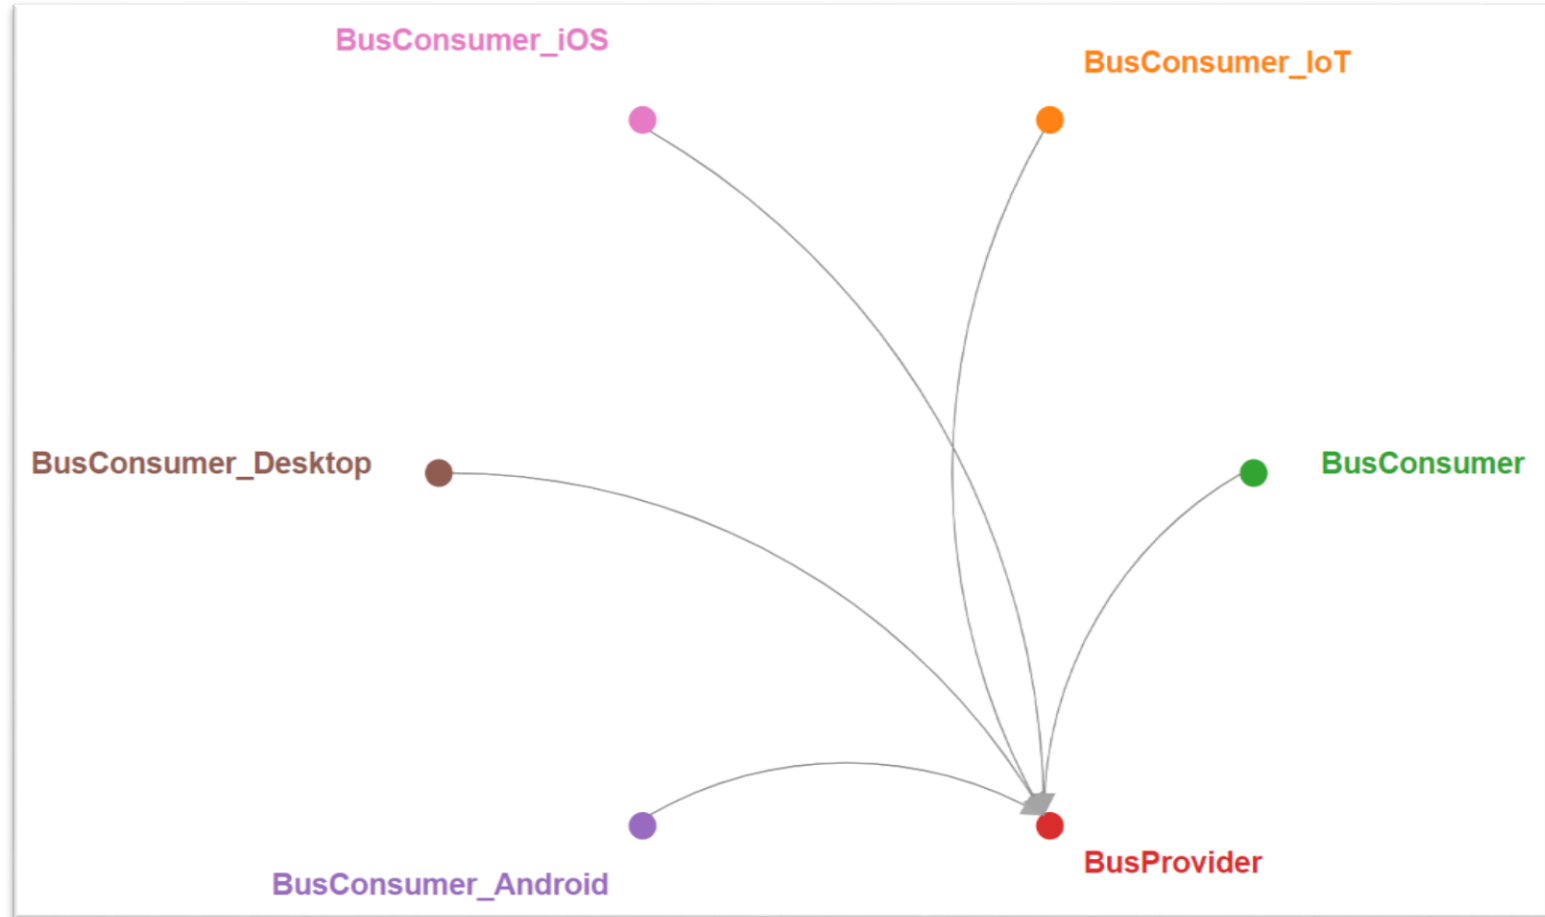 BusConsumer_iOS
BusConsumer_IoT
BusConsumer_Desktop
BusConsumer
BusProvider
BusConsumer_Android